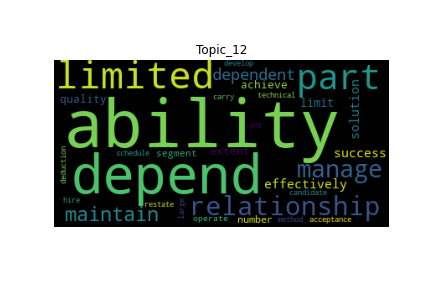 Topic_12
develop
limited dependent part
achieve
quality carry technical limit solution
ability
extent success
schedule segment
deduction depend manage
effectively
candidate
hire restate relationship
maintain large
operate number method acceptance